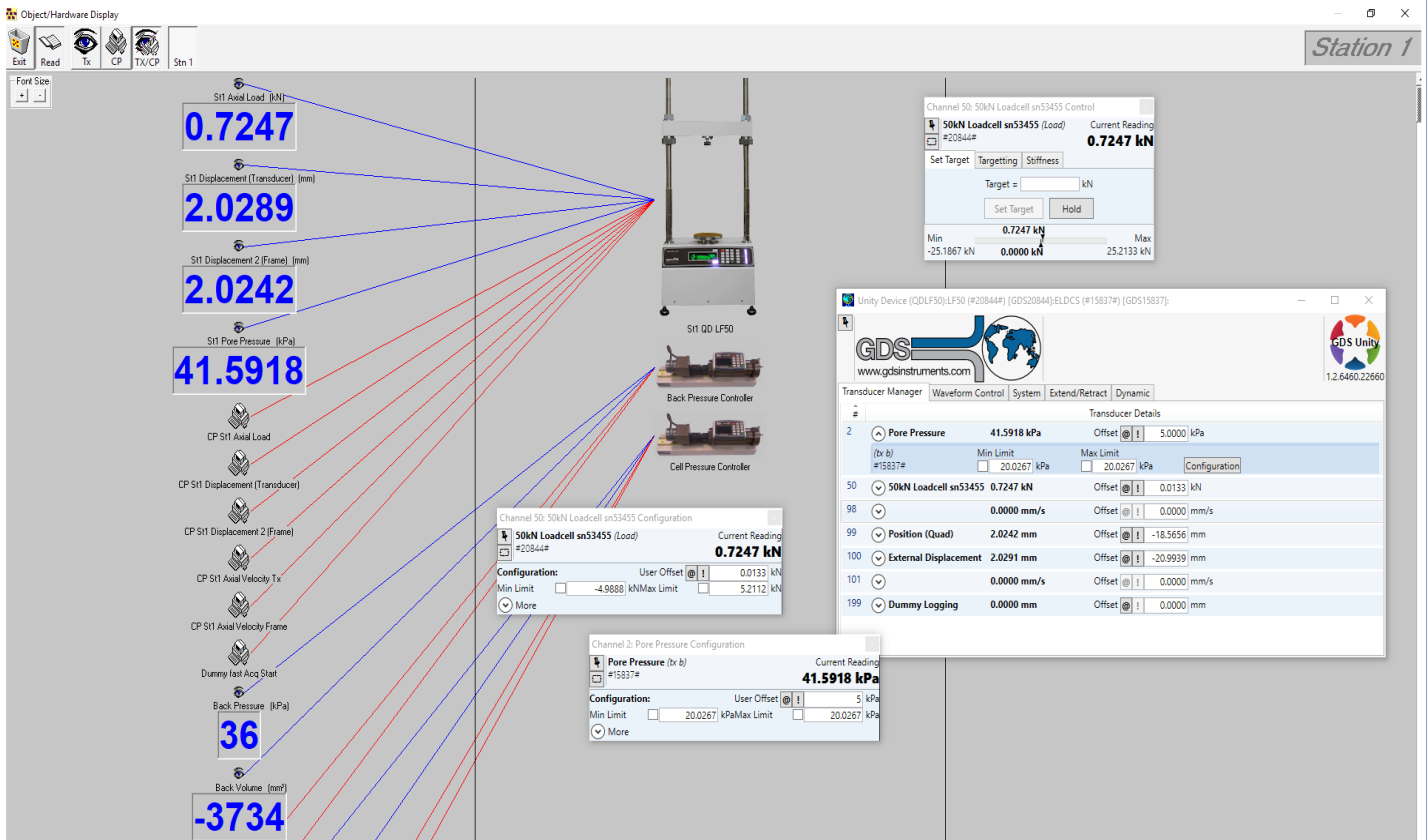 Object/Hardware Display
Exit
Read
Tx
CP
TX/CP
Stn 1
Station 1
Font Size
+
-
St1 Axial Load (kN)
0.7247
St1 Displacement (Transducer) (mm)
2.0289
St1 Displacement 2 (Frame) (mm)
2.0242
St1 Pore Pressure (kPa)
41.5918
CP St1 Axial Load
CP St1 Displacement (Transducer)
CP St1 Displacement 2 (Frame)
CP St1 Axial Velocity Tx
CP St1 Axial Velocity Frame
Dummy fast Acq Start
Back Pressure (kPa)
36
Back Volume (mm³)
-3734
St1 QD LF50
Back Pressure Controller
Cell Pressure Controller
Channel 50: 50kN Loadcell sn53455 Control
50kN Loadcell sn53455 (Load) Current Reading
#20844# 0.7247 kN
Set Target Targetting Stiffness
Target = kN
Set Target Hold
0.7247 kN
Min Max
-25.1867 kN 0.0000 kN 25.2133 kN
Unity Device (QDLF50):LF50 (#20844#) [GDS20844]:ELDCS (#15837#) [GDS15837]:
GDS
www.gdsinstruments.com
GDS Unity
1.2.6460.22660
Transducer Manager Waveform Control System Extend/Retract Dynamic
# Transducer Details
2 Pore Pressure 41.5918 kPa Offset @ ! 5.0000 kPa
(tx b) Min Limit Max Limit
#15837# 20.0267 kPa 20.0267 kPa Configuration
50 50kN Loadcell sn53455 0.7247 kN Offset @ ! 0.0133 kN
98 0.0000 mm/s Offset @ ! 0.0000 mm/s
99 Position (Quad) 2.0242 mm Offset @ ! -18.5656 mm
100 External Displacement 2.0291 mm Offset @ ! -20.9939 mm
101 0.0000 mm/s Offset @ ! 0.0000 mm/s
199 Dummy Logging 0.0000 mm Offset @ ! 0.0000 mm
Channel 50: 50kN Loadcell sn53455 Configuration
50kN Loadcell sn53455 (Load) Current Reading
#20844# 0.7247 kN
Configuration: User Offset @ ! 0.0133 kN
Min Limit -4.9888 kN Max Limit 5.2112 kN
More
Channel 2: Pore Pressure Configuration
Pore Pressure (tx b) Current Reading
#15837# 41.5918 kPa
Configuration: User Offset @ ! 5 kPa
Min Limit 20.0267 kPa Max Limit 20.0267 kPa
More